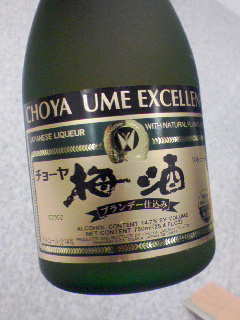 CHOYA UME EXCELLEN
JAPANESE LIQUEUR
WITH NATURAL PLUM
チョーヤ
梅酒
ブランデー仕込み
ALCOHOL CONTENT 14.7% BY VOLUME
NET CONTENT 750ml (25.4 FL.OZ)